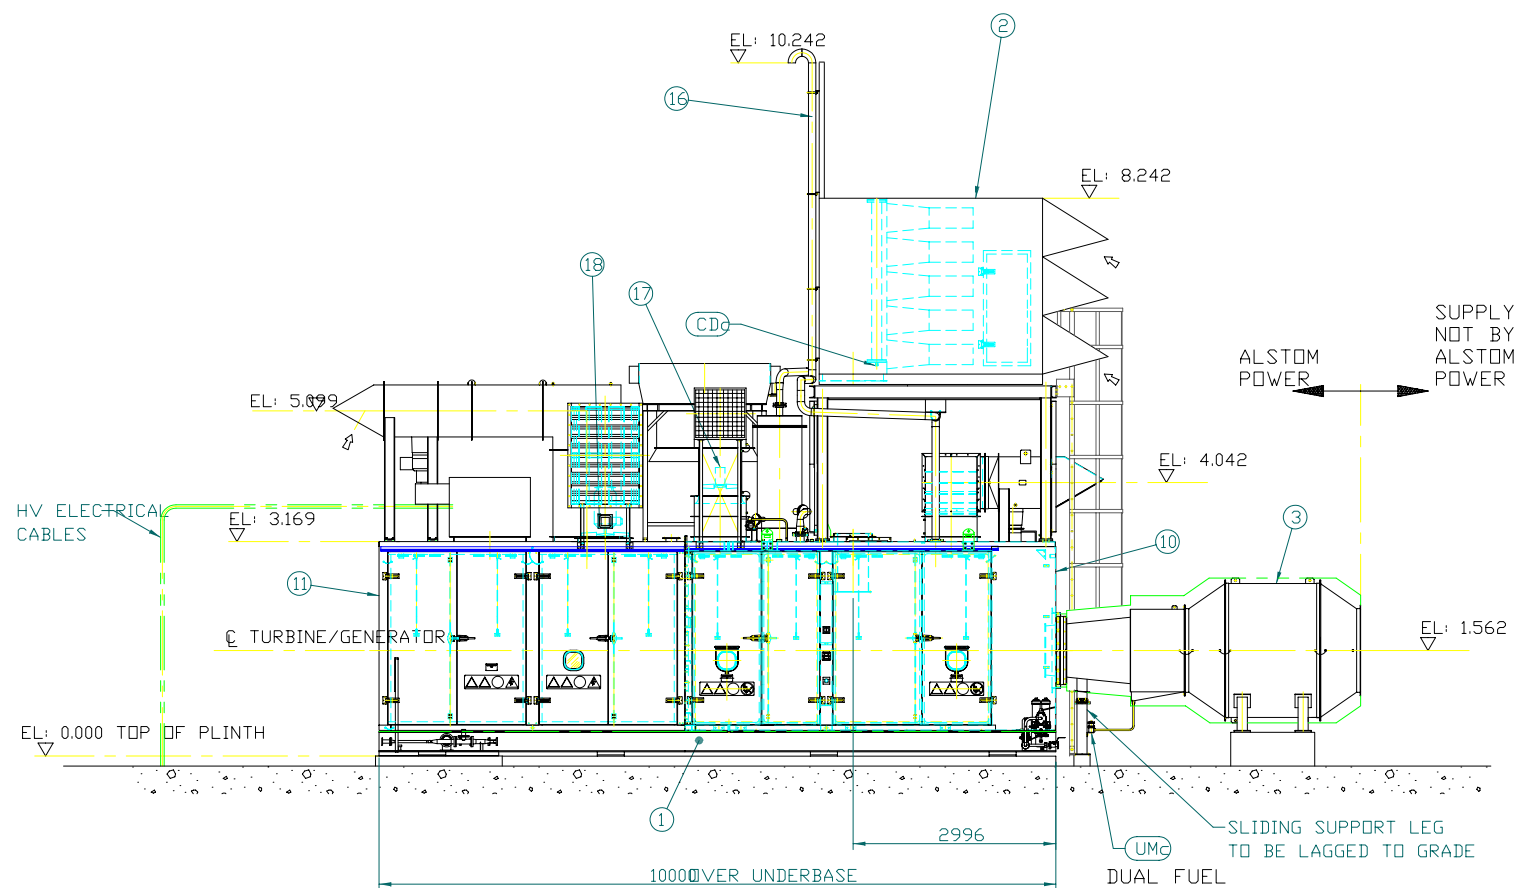 2
EL: 10.242
16
EL: 8.242
18
17
CDc
SUPPLY
NOT BY
ALSTOM
POWER
ALSTOM
POWER
EL: 5.099
EL: 4.042
HV ELECTRICAL
CABLES
EL: 3.169
3
10
11
℄ TURBINE/GENERATOR
EL: 1.562
EL: 0.000 TOP OF PLINTH
1
2996
SLIDING SUPPORT LEG
TO BE LAGGED TO GRADE
UMc
DUAL FUEL
10000 OVER UNDERBASE